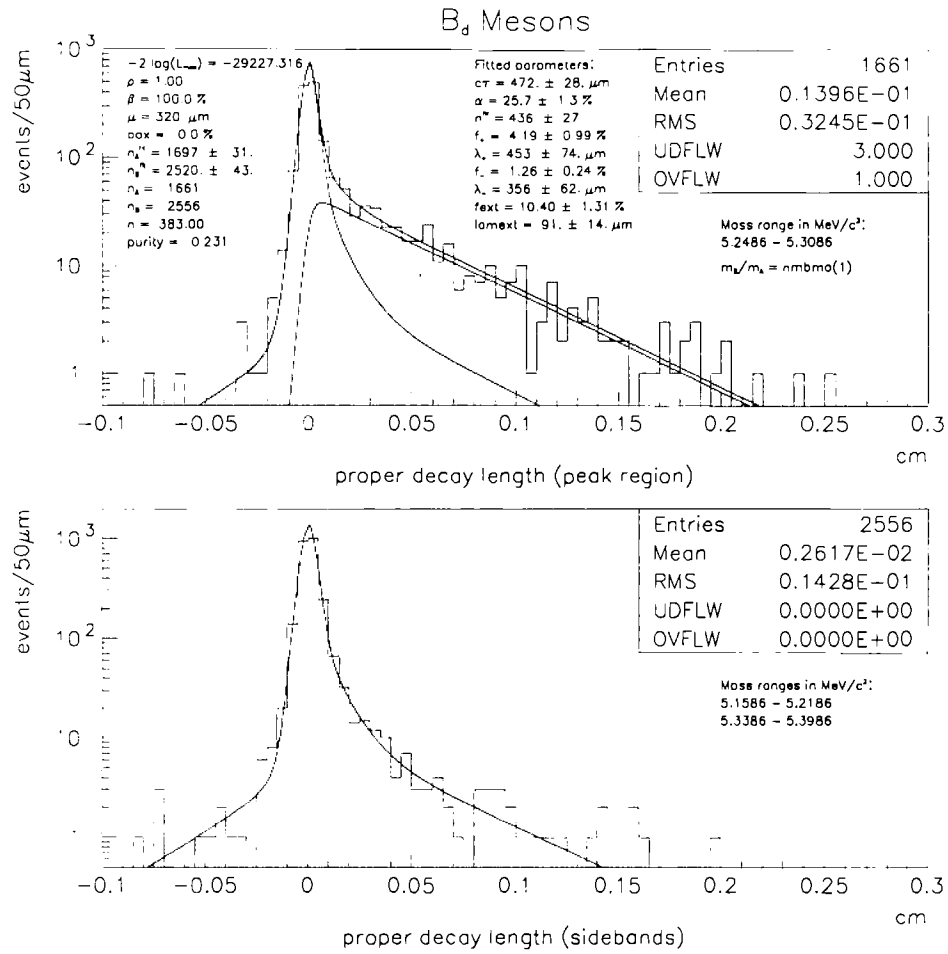 B_d Mesons
events/50μm
10^3
10^2
10
1
-2 log(L_max) = -29227.316
ρ = 1.00
β = 100.0 %
μ = 320 μm
= 0.0 %
= 1697 ± 31.
= 2520. ± 43.
n_A = 1661
n_B = 2556
n = 383.00
purity = 0.231
Fitted parameters:
cτ = 472. ± 28. μm
α = 25.7 ± 1.3 %
= 436 ± 27
f_+ = 4.19 ± 0.99 %
λ_+ = 453 ± 74. μm
f_- = 1.26 ± 0.24 %
λ_- = 356 ± 62. μm
fext = 10.40 ± 1.31 %
lamext = 91. ± 14. μm
Entries 1661
Mean 0.1396E-01
RMS 0.3245E-01
UDFLW 3.000
OVFLW 1.000
Mass range in MeV/c²:
5.2486 - 5.3086
m_B/m_A = nmbma(1)
-0.1 -0.05 0 0.05 0.1 0.15 0.2 0.25 0.3
cm
proper decay length (peak region)
events/50μm
10^3
10^2
10
1
Entries 2556
Mean 0.2617E-02
RMS 0.1428E-01
UDFLW 0.0000E+00
OVFLW 0.0000E+00
Mass ranges in MeV/c²:
5.1586 - 5.2186
5.3386 - 5.3986
-0.1 -0.05 0 0.05 0.1 0.15 0.2 0.25 0.3
cm
proper decay length (sidebands)